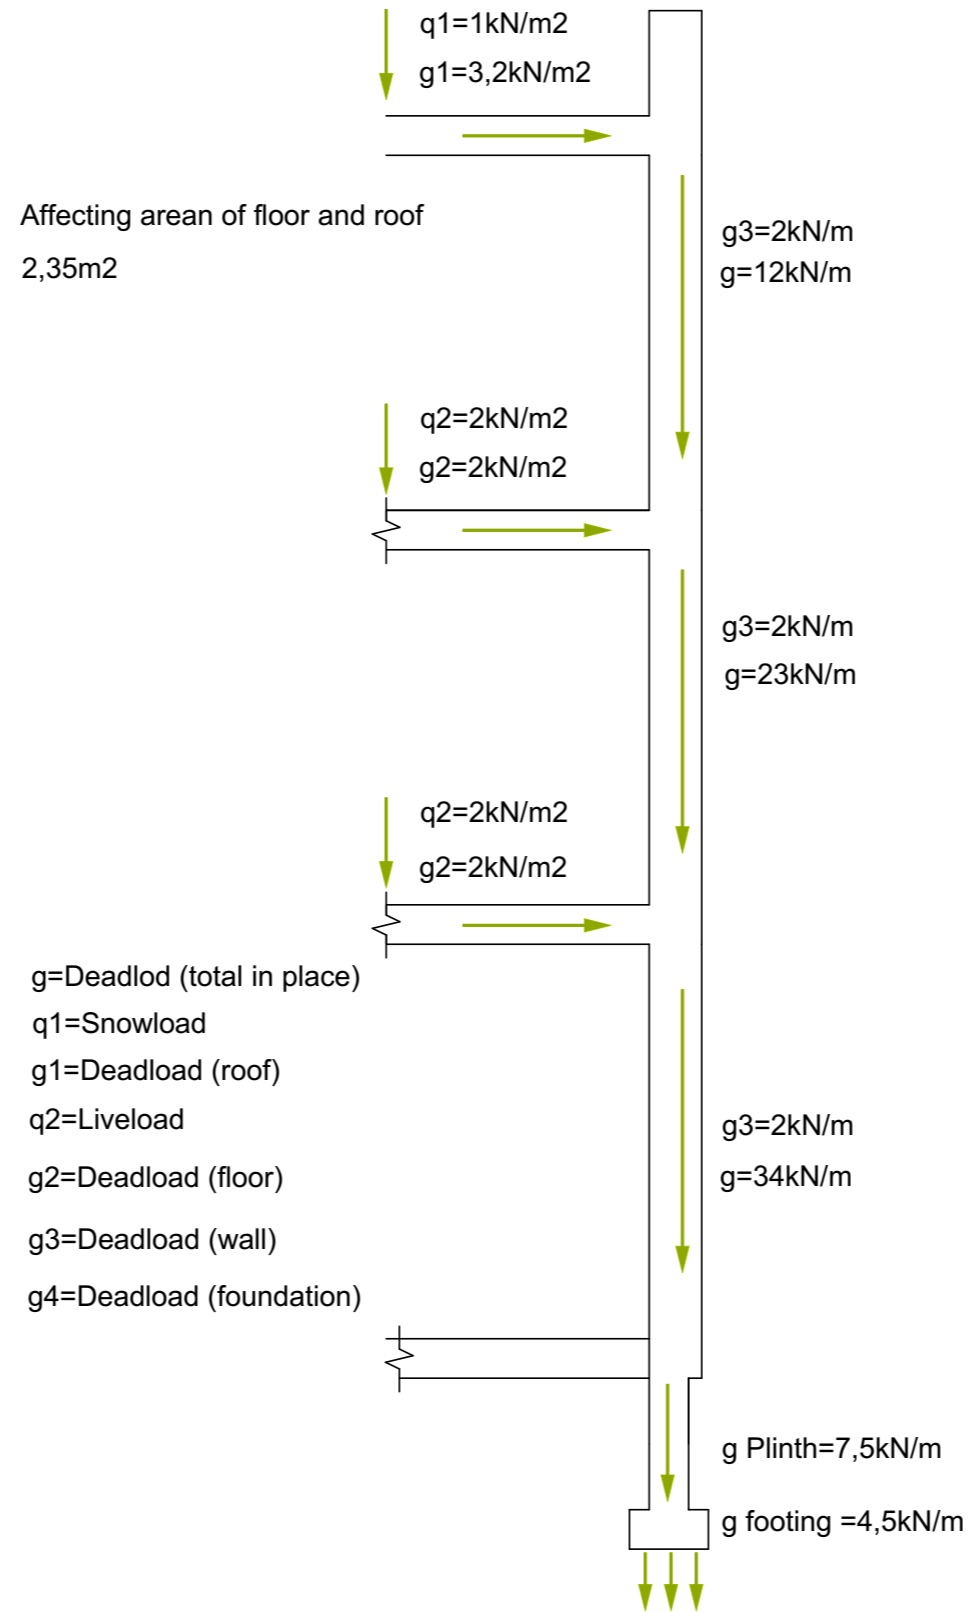 q1=1kN/m2
g1=3,2kN/m2
Affecting arean of floor and roof
2,35m2
g3=2kN/m
g=12kN/m
q2=2kN/m2
g2=2kN/m2
g3=2kN/m
g=23kN/m
q2=2kN/m2
g2=2kN/m2
g=Deadlod (total in place)
q1=Snowload
g1=Deadload (roof)
q2=Liveload
g2=Deadload (floor)
g3=Deadload (wall)
g4=Deadload (foundation)
g3=2kN/m
g=34kN/m
g Plinth=7,5kN/m
g footing =4,5kN/m